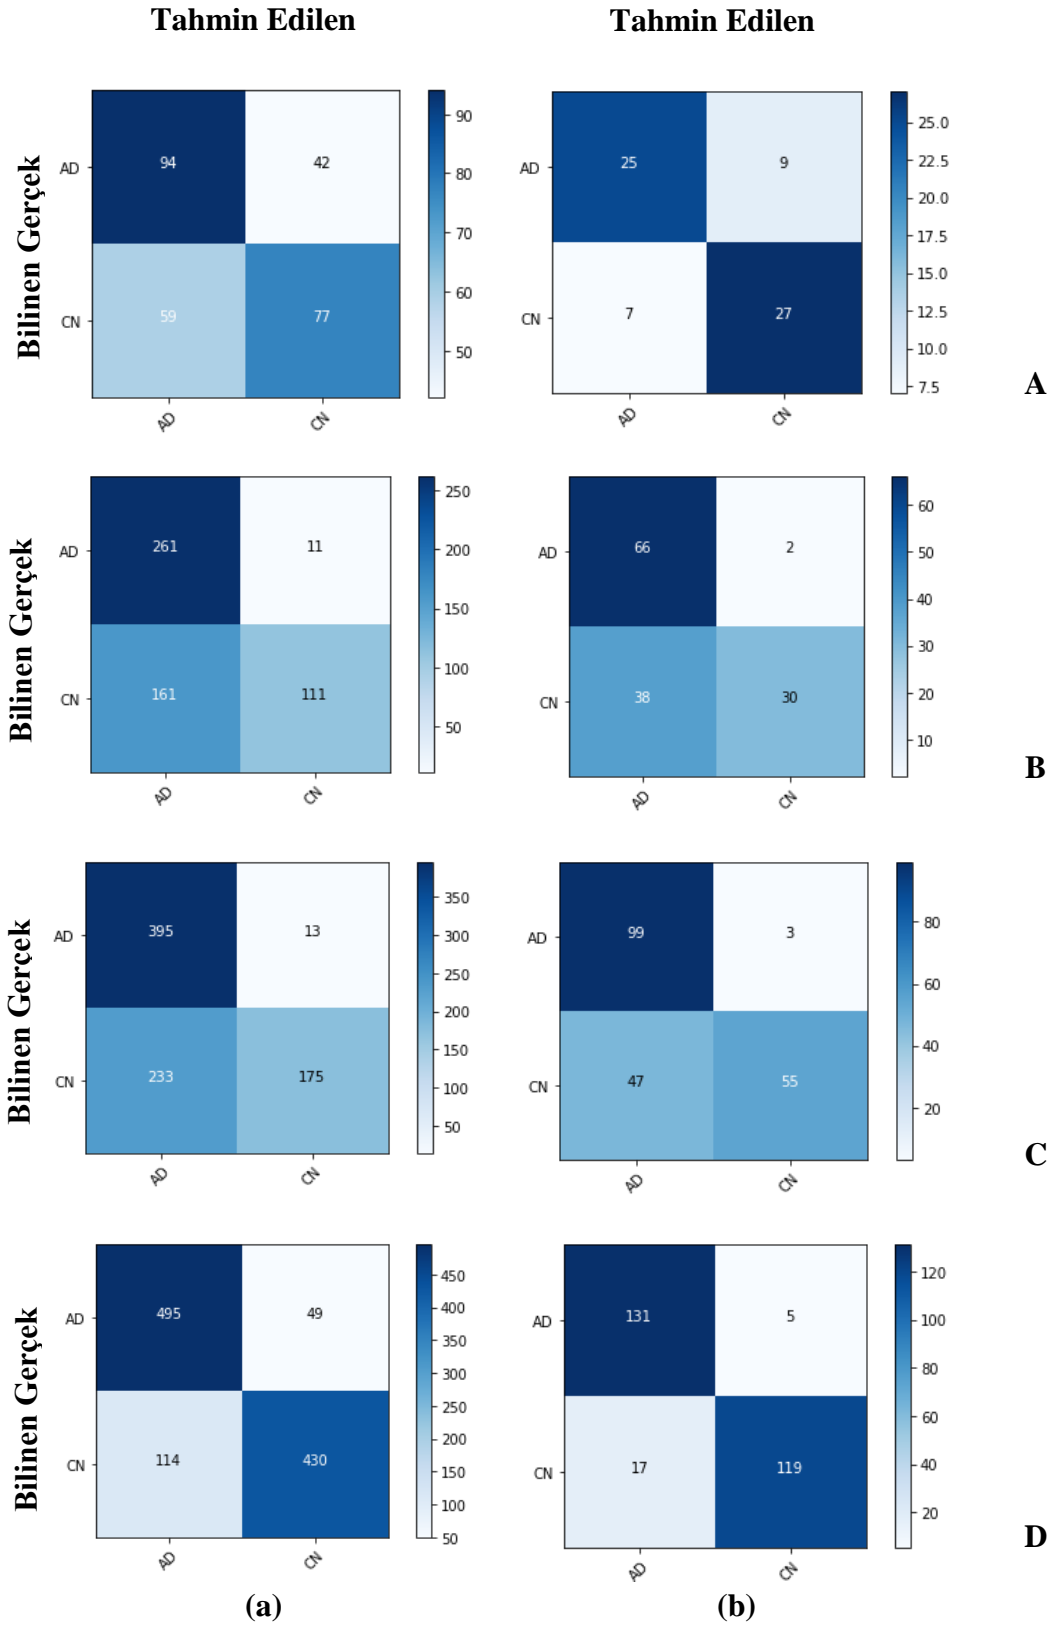 Tahmin Edilen Tahmin Edilen
Bilinen Gerçek
AD
CN
94 42
59 77
AD CN
90
80
70
60
50
AD
CN
25 9
7 27
AD CN
25.0
22.5
20.0
17.5
15.0
12.5
10.0
7.5
A
Bilinen Gerçek
AD
CN
261 11
161 111
AD CN
250
200
150
100
50
AD
CN
66 2
38 30
AD CN
60
50
40
30
20
10
B
Bilinen Gerçek
AD
CN
395 13
233 175
AD CN
350
300
250
200
150
100
50
AD
CN
99 3
47 55
AD CN
80
60
40
20
C
Bilinen Gerçek
AD
CN
495 49
114 430
AD CN
450
400
350
300
250
200
150
100
50
AD
CN
131 5
17 119
AD CN
120
100
80
60
40
20
D
(a) (b)